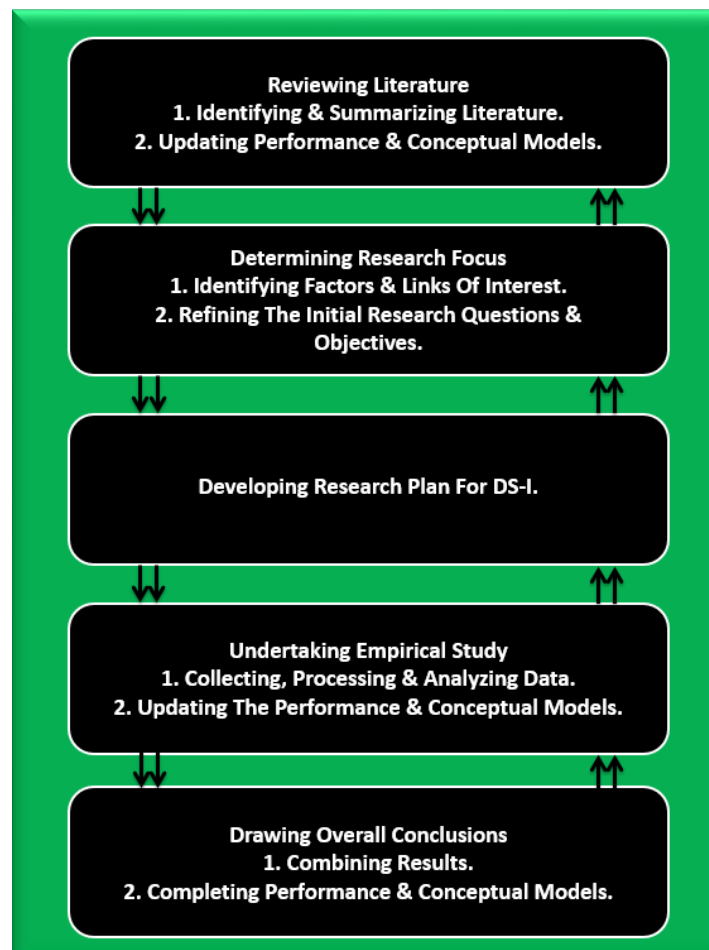 Reviewing Literature
1. Identifying & Summarizing Literature.
2. Updating Performance & Conceptual Models.
Determining Research Focus
1. Identifying Factors & Links Of Interest.
2. Refining The Initial Research Questions &
Objectives.
Developing Research Plan For DS-I.
Undertaking Empirical Study
1. Collecting, Processing & Analyzing Data.
2. Updating The Performance & Conceptual Models.
Drawing Overall Conclusions
1. Combining Results.
2. Completing Performance & Conceptual Models.